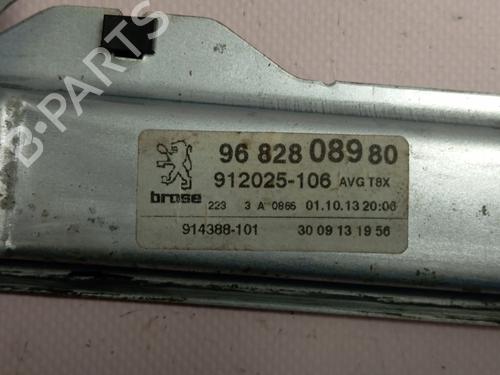 B-PARTS
96 828 089 80
brose
912025-106 AVG T8X
223 3 A 0865 01.10.13 20:06
914388-101 30 09 13 19 56